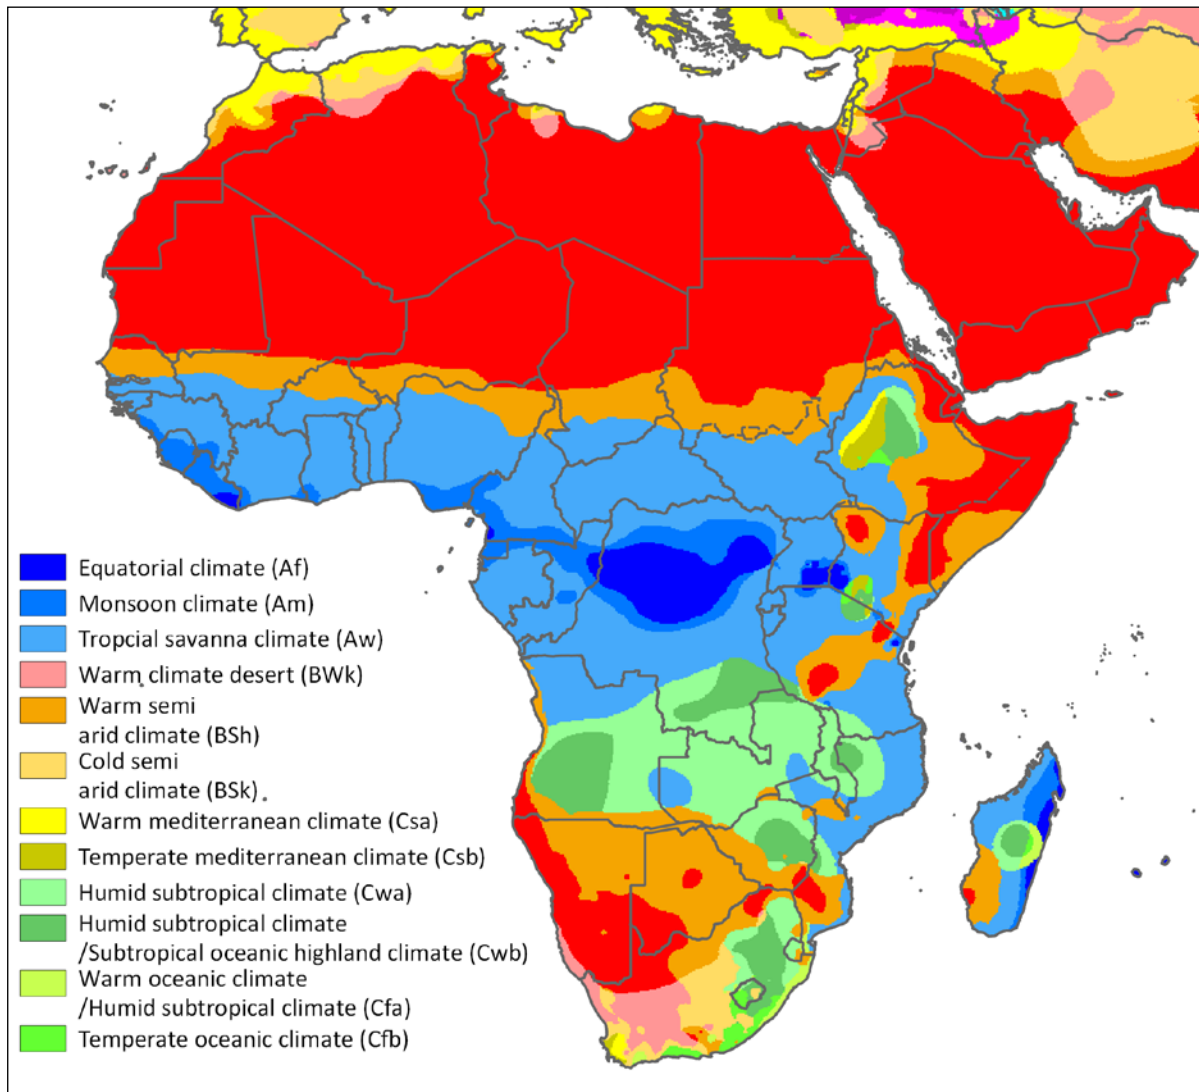 Equatorial climate (Af)
Monsoon climate (Am)
Tropcial savanna climate (Aw)
Warm climate desert (BWk)
Warm semi
arid climate (BSh)
Cold semi
arid climate (BSk)
Warm mediterranean climate (Csa)
Temperate mediterranean climate (Csb)
Humid subtropical climate (Cwa)
Humid subtropical climate
/Subtropical oceanic highland climate (Cwb)
Warm oceanic climate
/Humid subtropical climate (Cfa)
Temperate oceanic climate (Cfb)